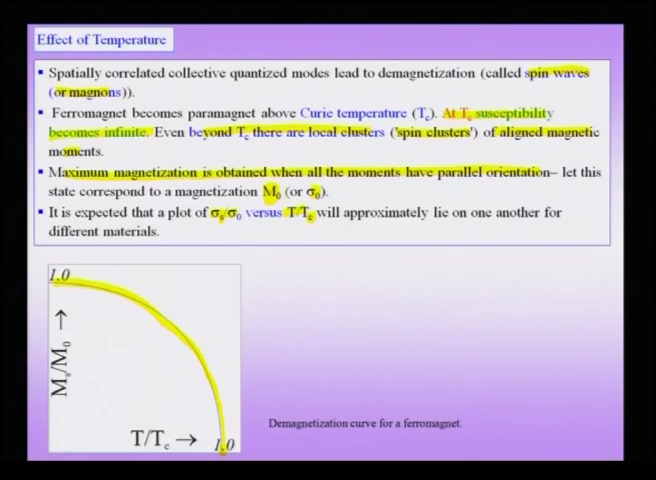 Effect of Temperature
▪ Spatially correlated collective quantized modes lead to demagnetization (called spin waves
(or magnons)).
▪ Ferromagnet becomes paramagnet above Curie temperature (Tc). At Tc susceptibility
becomes infinite. Even beyond Tc there are local clusters ('spin clusters') of aligned magnetic
moments.
▪ Maximum magnetization is obtained when all the moments have parallel orientation– let this
state correspond to a magnetization M0 (or σ0).
▪ It is expected that a plot of σs/σ0 versus T/Tc will approximately lie on one another for
different materials.
1.0
Ms/M0 →
T/Tc → 1.0
Demagnetization curve for a ferromagnet.